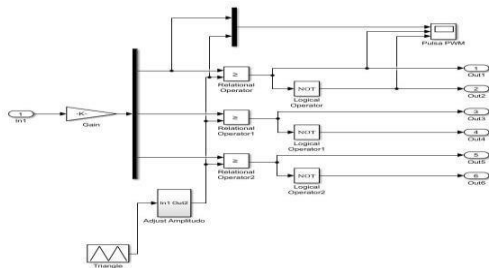 Pulsa PWM
1
Out1
≥
Relational
Operator
NOT
Logical
Operator
2
Out2
1
In1
-K-
Gain
≥
Relational
Operator1
3
Out3
NOT
Logical
Operator1
4
Out4
≥
Relational
Operator2
5
Out5
NOT
Logical
Operator2
6
Out6
In1 Out2
Adjust Amplitudo
Triangle